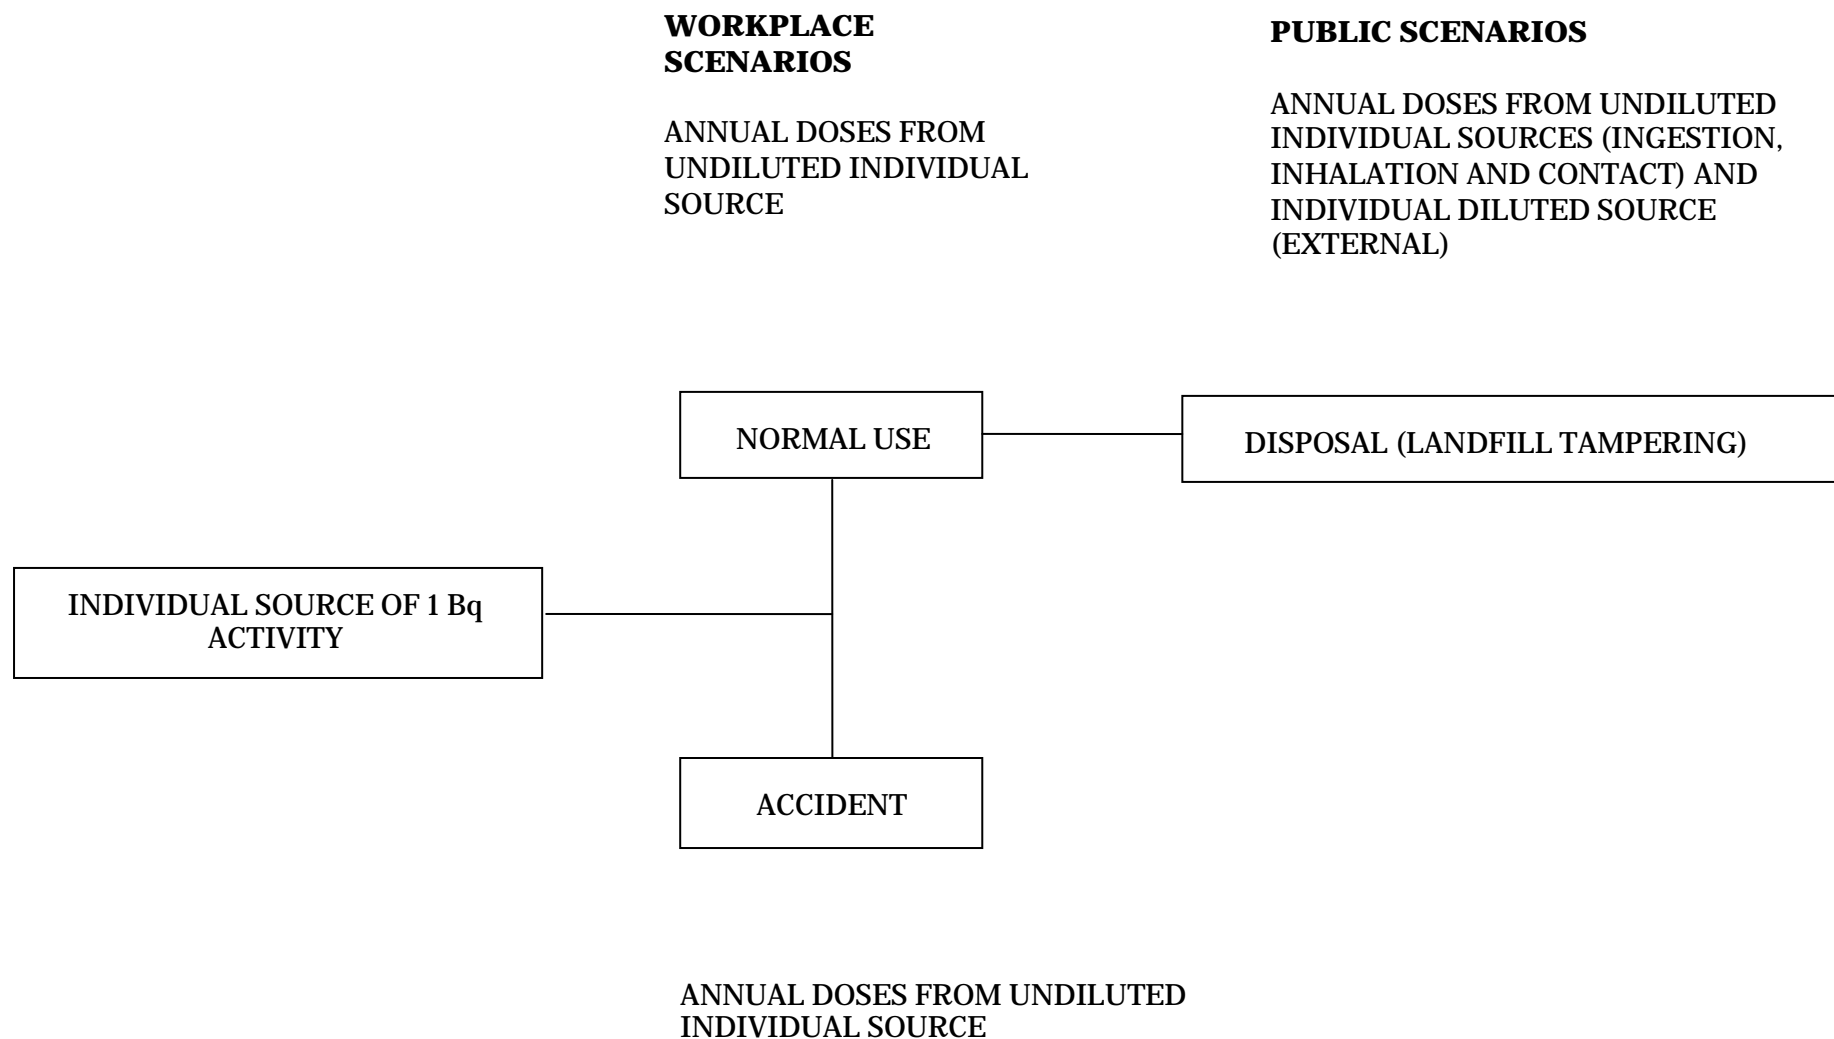 WORKPLACE
SCENARIOS
ANNUAL DOSES FROM
UNDILUTED INDIVIDUAL
SOURCE
PUBLIC SCENARIOS
ANNUAL DOSES FROM UNDILUTED
INDIVIDUAL SOURCES (INGESTION,
INHALATION AND CONTACT) AND
INDIVIDUAL DILUTED SOURCE
(EXTERNAL)
NORMAL USE
DISPOSAL (LANDFILL TAMPERING)
INDIVIDUAL SOURCE OF 1 Bq
ACTIVITY
ACCIDENT
ANNUAL DOSES FROM UNDILUTED
INDIVIDUAL SOURCE